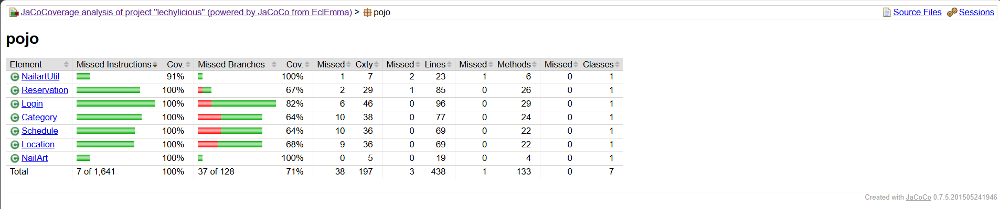 JaCoCoverage analysis of project "lechylicious" (powered by JaCoCo from EclEmma) > pojo Source Files Sessions
pojo
Element Missed Instructions Cov. Missed Branches Cov. Missed Cxty Missed Lines Missed Methods Missed Classes
NailartUtil 91% 100% 1 7 2 23 1 6 0 1
Reservation 100% 67% 2 29 1 85 0 26 0 1
Login 100% 82% 6 46 0 96 0 29 0 1
Category 100% 64% 10 38 0 77 0 24 0 1
Schedule 100% 64% 10 36 0 69 0 22 0 1
Location 100% 68% 9 36 0 69 0 22 0 1
NailArt 100% 100% 0 5 0 19 0 4 0 1
Total 7 of 1,641 100% 37 of 128 71% 38 197 3 438 1 133 0 7
Created with JaCoCo 0.7.5.201505241946